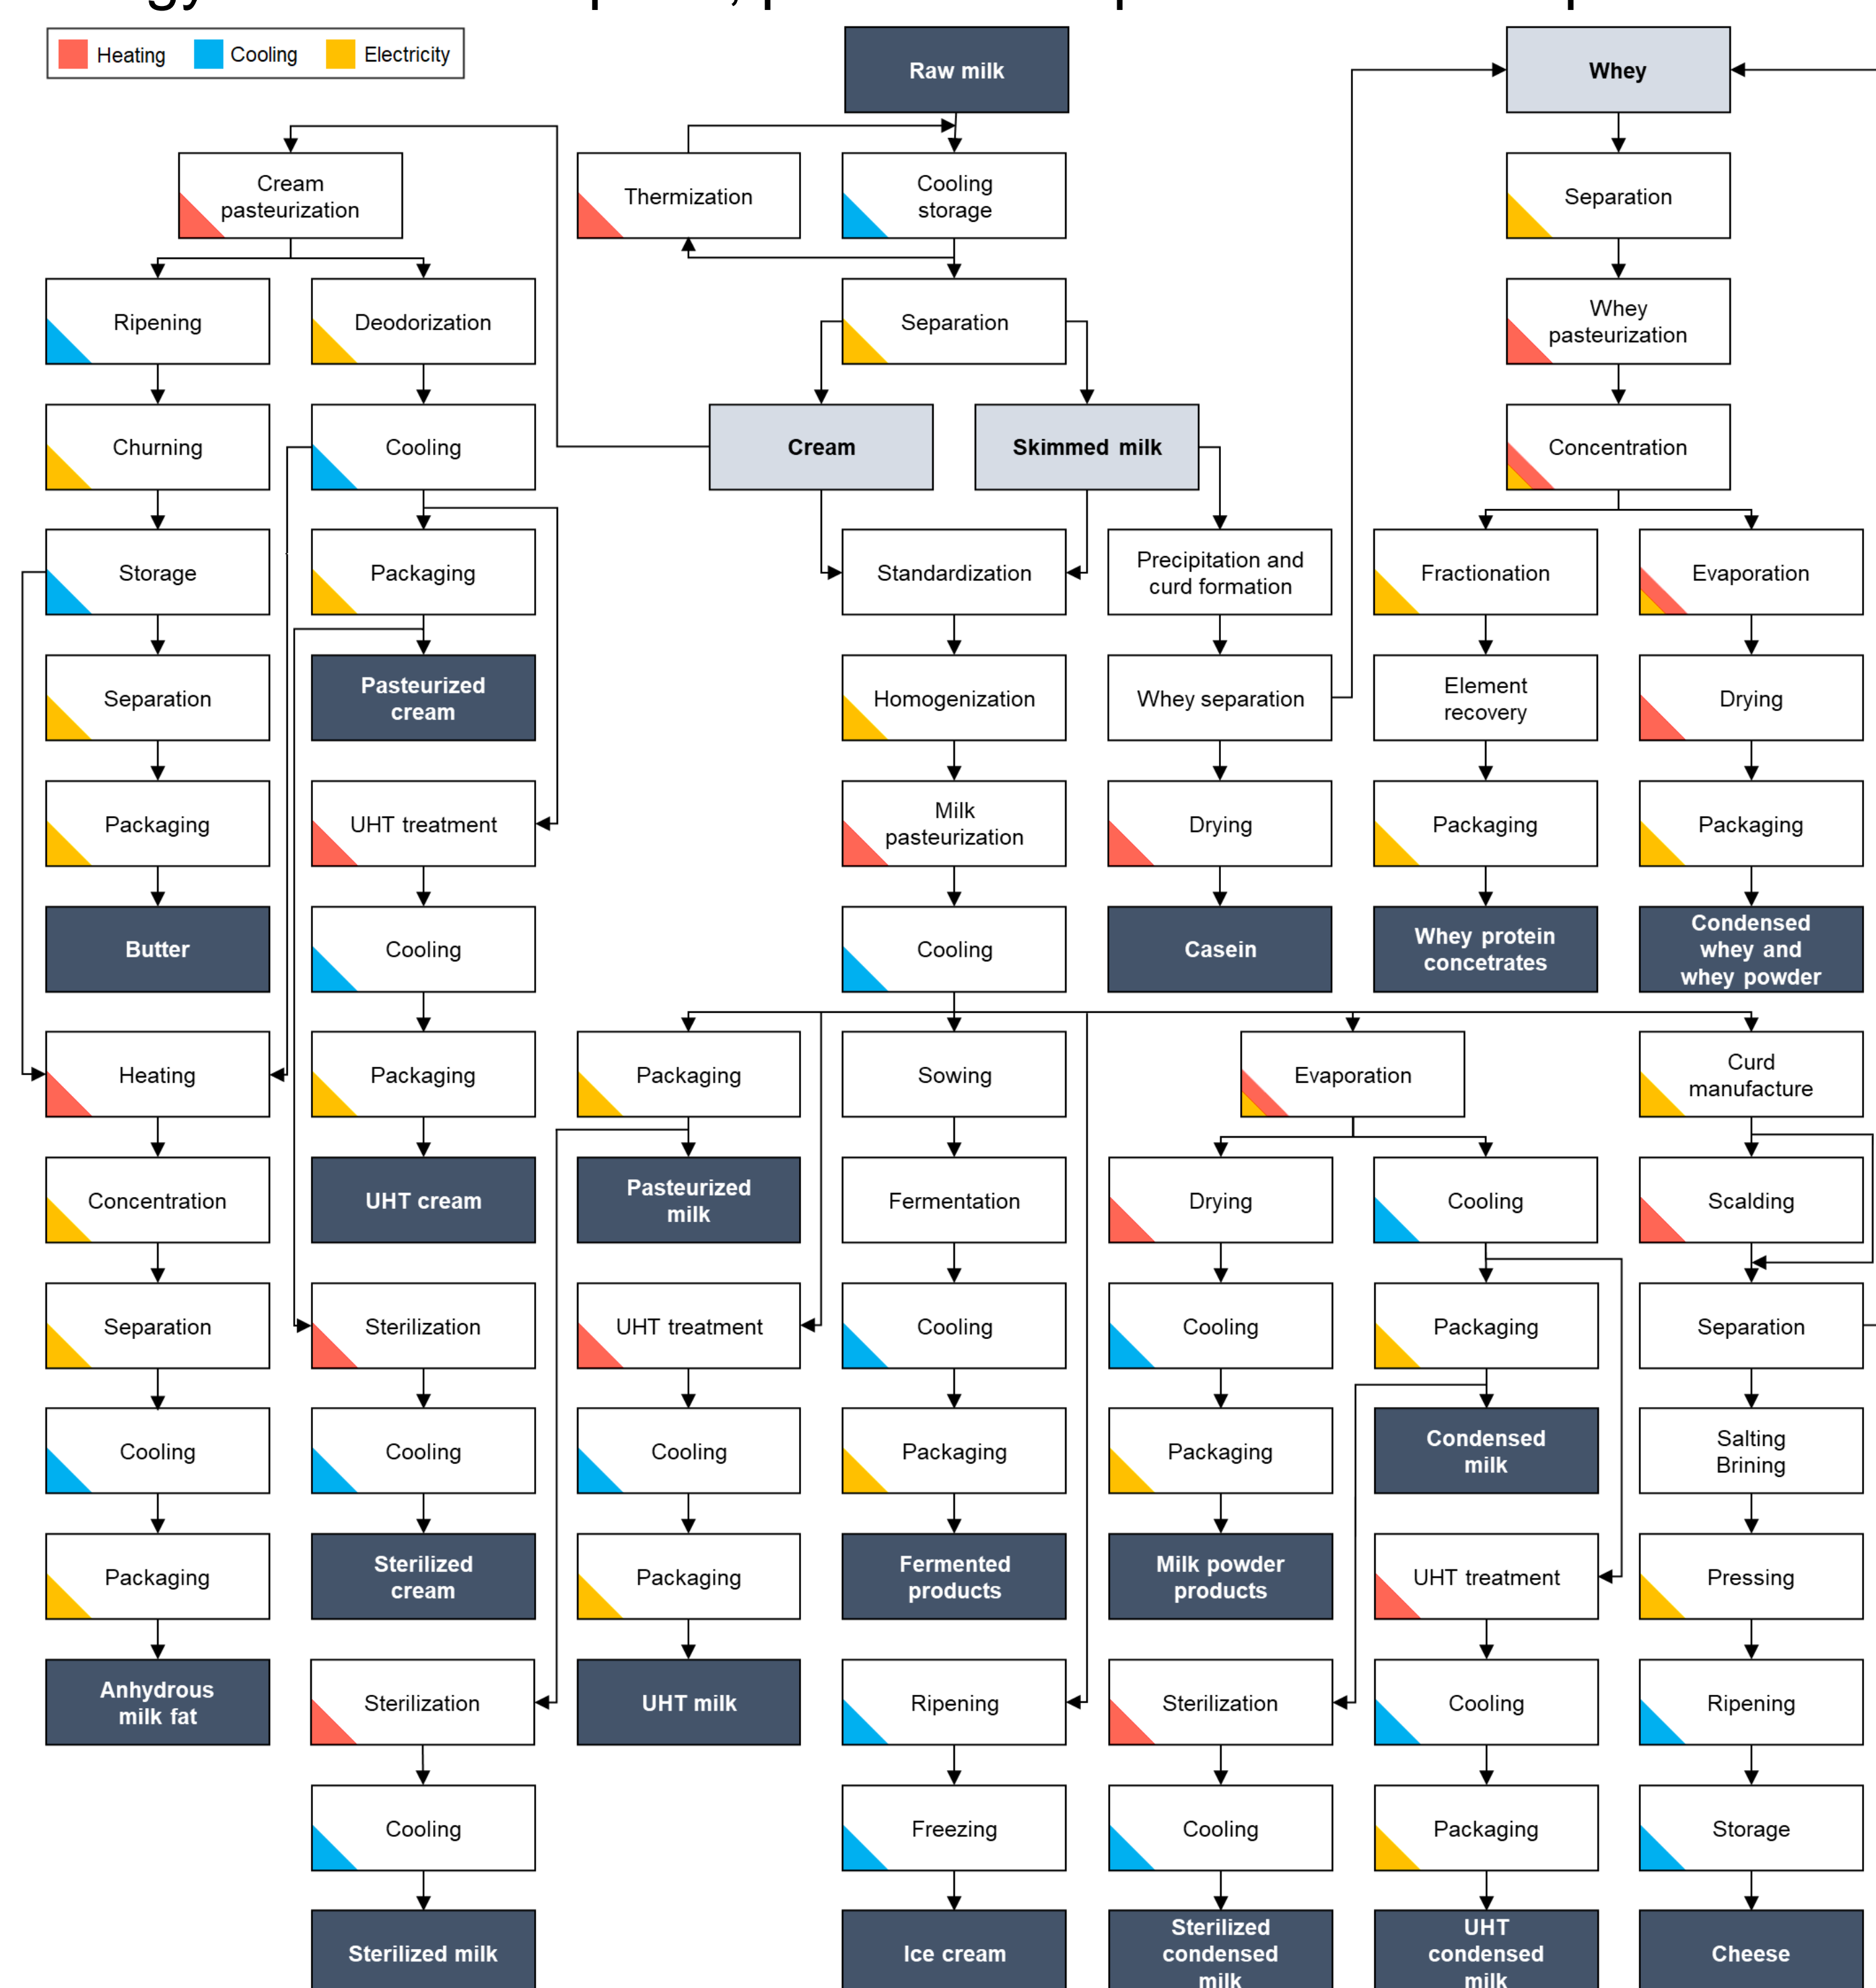 Heating
Cooling
Electricity
Raw milk
Whey
Cream
pasteurization
Thermization
Cooling
storage
Separation
Ripening
Deodorization
Separation
Whey
pasteurization
Churning
Cooling
Cream
Skimmed milk
Concentration
Storage
Packaging
Standardization
Precipitation and
curd formation
Fractionation
Evaporation
Separation
Pasteurized
cream
Homogenization
Whey separation
Element
recovery
Drying
Packaging
UHT treatment
Milk
pasteurization
Drying
Packaging
Packaging
Butter
Cooling
Cooling
Casein
Whey protein
concetrates
Condensed
whey and
whey powder
Heating
Packaging
Packaging
Sowing
Evaporation
Curd
manufacture
Concentration
UHT cream
Pasteurized
milk
Fermentation
Drying
Cooling
Scalding
Separation
Sterilization
UHT treatment
Cooling
Cooling
Packaging
Separation
Cooling
Cooling
Cooling
Packaging
Packaging
Condensed
milk
Salting
Brining
Packaging
Sterilized
cream
Packaging
Fermented
products
Milk powder
products
UHT treatment
Pressing
Anhydrous
milk fat
Sterilization
UHT milk
Ripening
Sterilization
Cooling
Ripening
Cooling
Freezing
Cooling
Packaging
Storage
Sterilized milk
Ice cream
Sterilized
condensed
milk
UHT
condensed
milk
Cheese